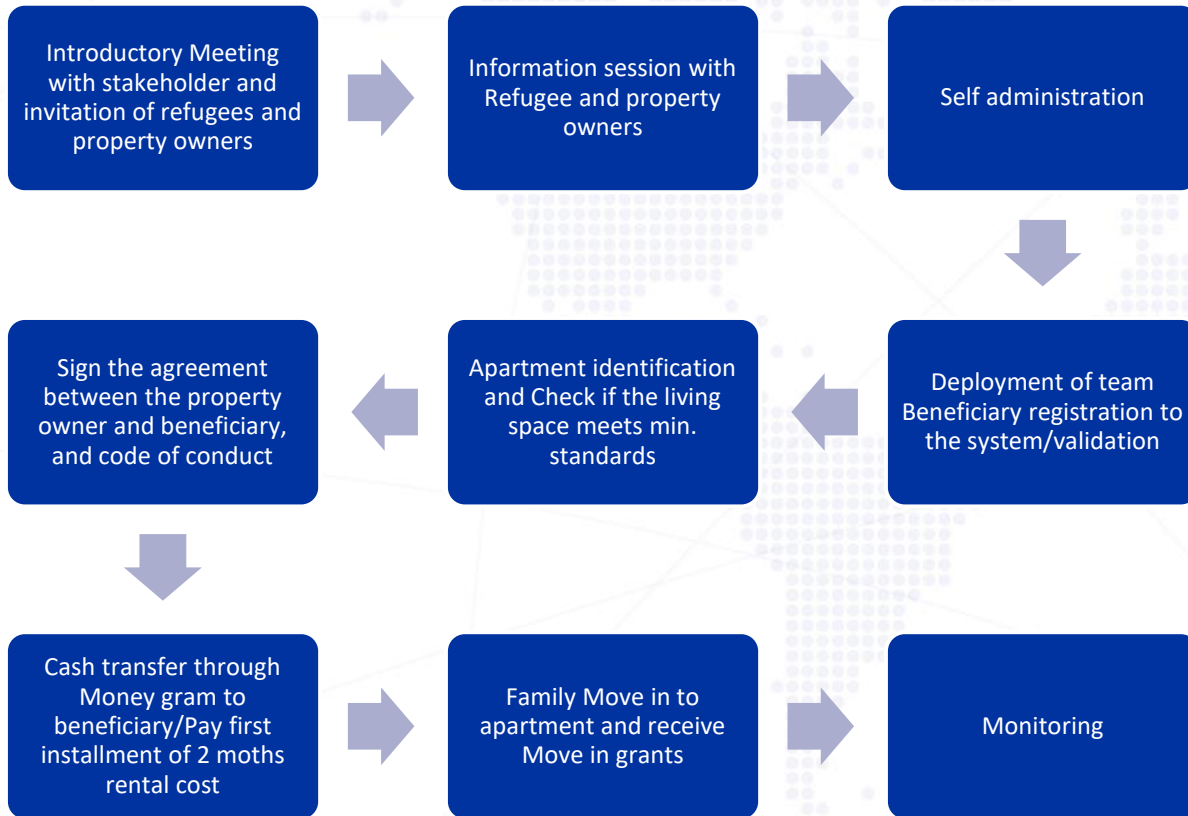 Introductory Meeting
with stakeholder and
invitation of refugees and
property owners
Information session with
Refugee and property
owners
Self administration
Deployment of team
Beneficiary registration to
the system/validation
Apartment identification
and Check if the living
space meets min.
standards
Sign the agreement
between the property
owner and beneficiary,
and code of conduct
Cash transfer through
Money gram to
beneficiary/Pay first
installment of 2 moths
rental cost
Family Move in to
apartment and receive
Move in grants
Monitoring